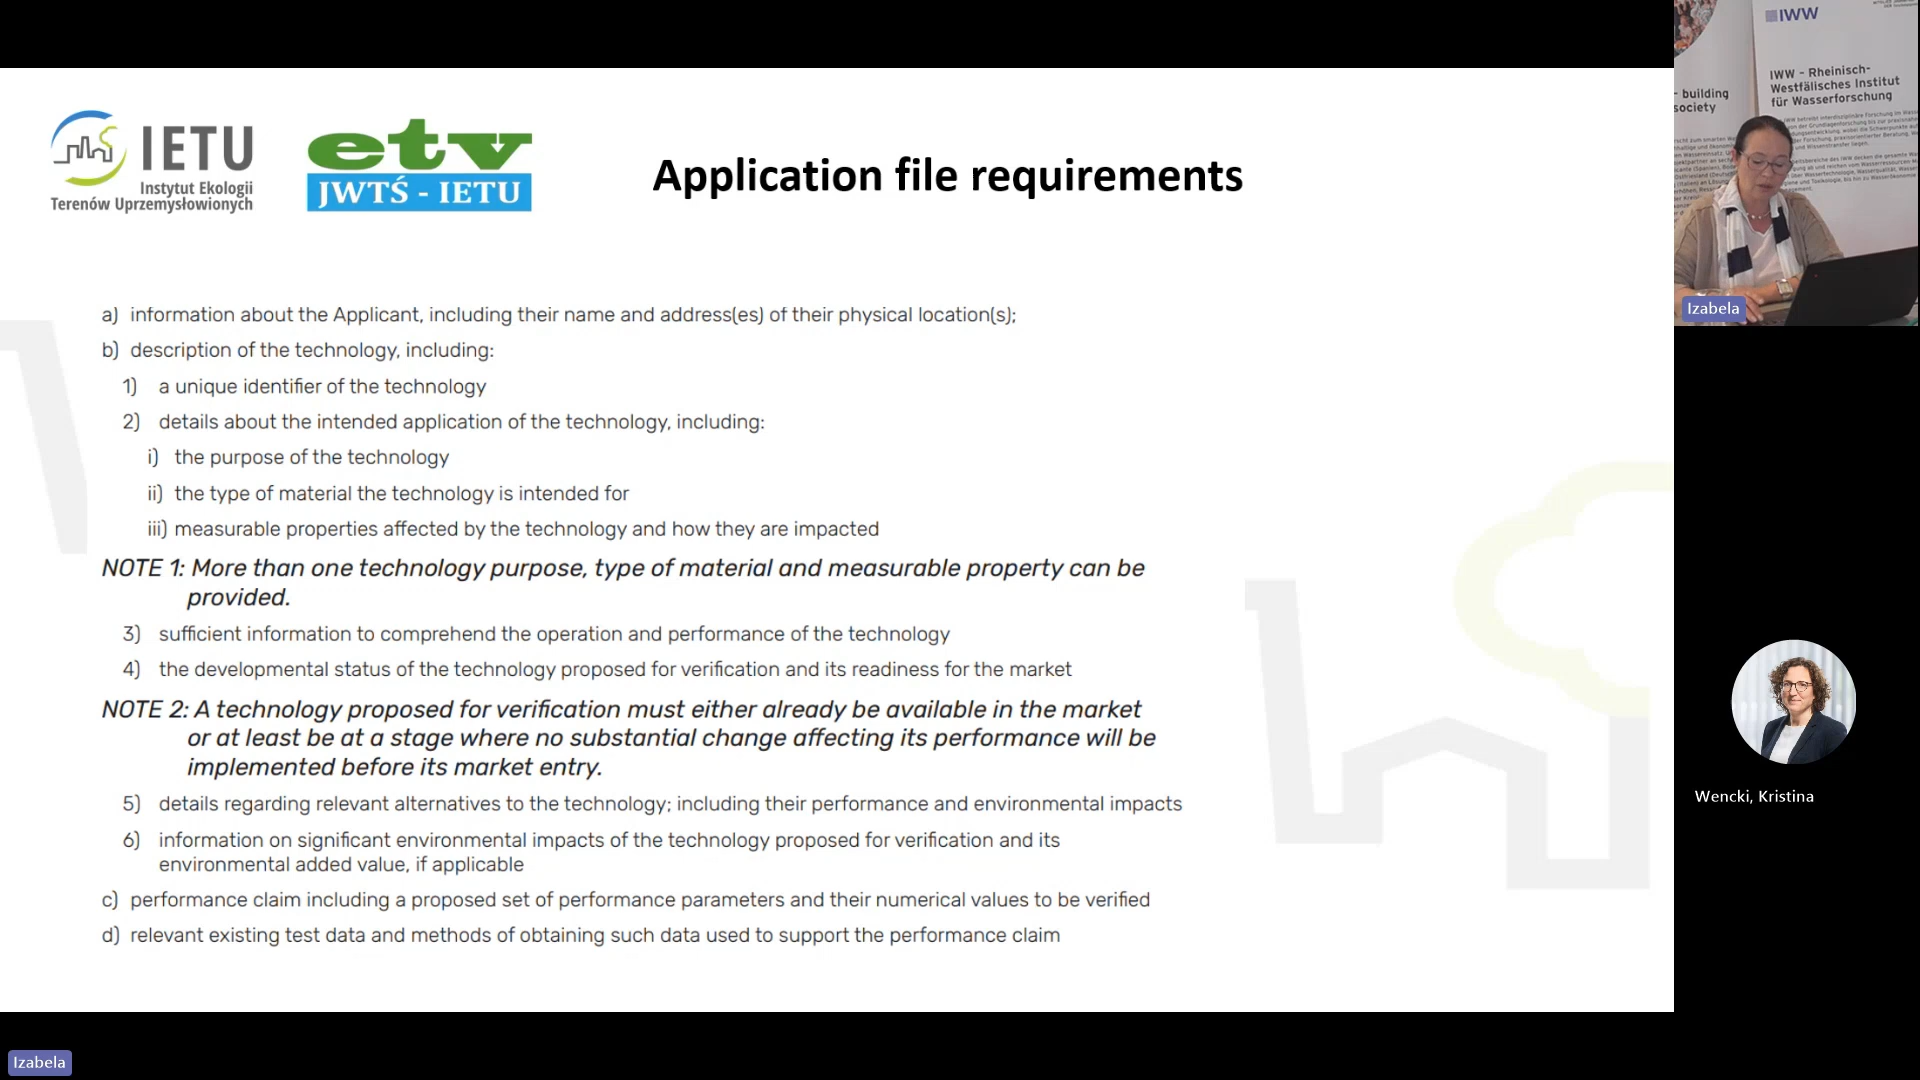 IETU
Instytut Ekologii
Terenów Uprzemysłowionych
etv
JWTŚ - IETU
Application file requirements
a) information about the Applicant, including their name and address(es) of their physical location(s);
b) description of the technology, including:
1) a unique identifier of the technology
2) details about the intended application of the technology, including:
i) the purpose of the technology
ii) the type of material the technology is intended for
iii) measurable properties affected by the technology and how they are impacted
NOTE 1: More than one technology purpose, type of material and measurable property can be
provided.
3) sufficient information to comprehend the operation and performance of the technology
4) the developmental status of the technology proposed for verification and its readiness for the market
NOTE 2: A technology proposed for verification must either already be available in the market
or at least be at a stage where no substantial change affecting its performance will be
implemented before its market entry.
5) details regarding relevant alternatives to the technology; including their performance and environmental impacts
6) information on significant environmental impacts of the technology proposed for verification and its
environmental added value, if applicable
c) performance claim including a proposed set of performance parameters and their numerical values to be verified
d) relevant existing test data and methods of obtaining such data used to support the performance claim
IWW
IWW - Rheinisch-
Westfälisches Institut
für Wasserforschung
- building
society
Izabela
Wencki, Kristina
Izabela